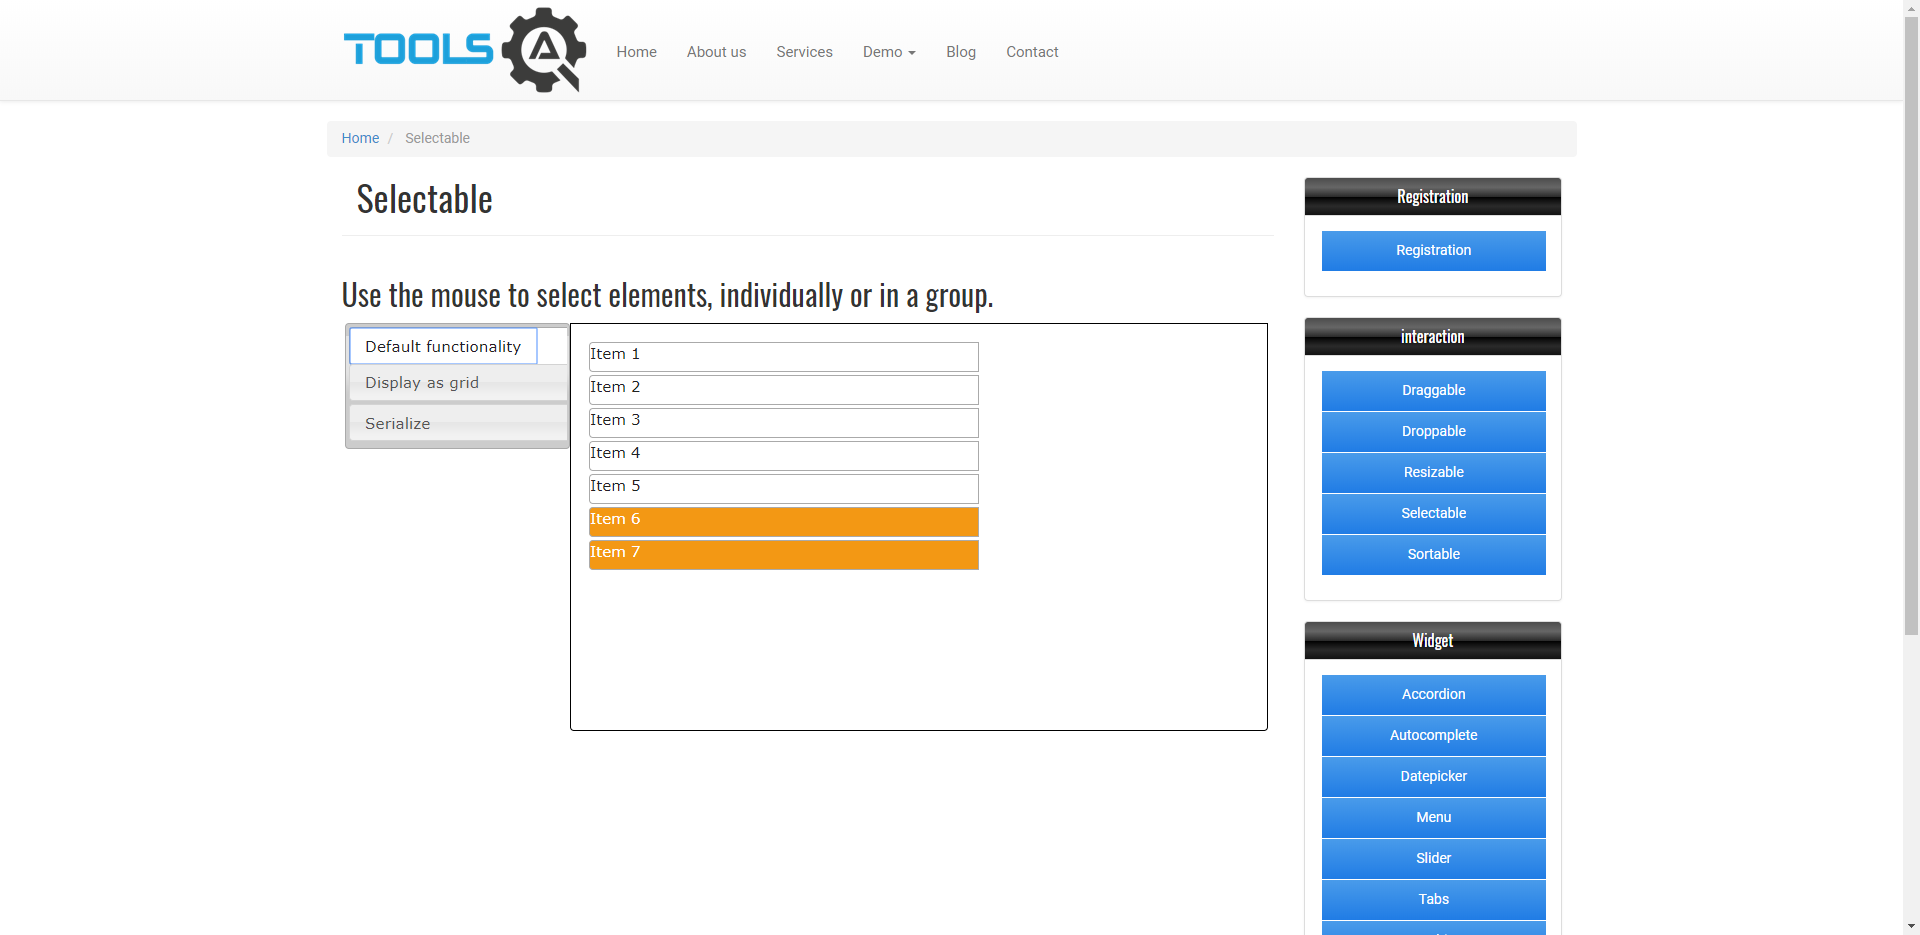 TOOLS QA
Home
About us
Services
Demo
Blog
Contact
Home / Selectable
Selectable
Use the mouse to select elements, individually or in a group.
Default functionality
Display as grid
Serialize
Item 1
Item 2
Item 3
Item 4
Item 5
Item 6
Item 7
Registration
Registration
interaction
Draggable
Droppable
Resizable
Selectable
Sortable
Widget
Accordion
Autocomplete
Datepicker
Menu
Slider
Tabs